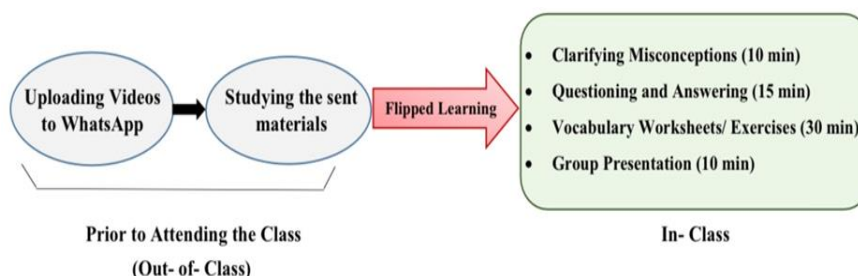 Uploading Videos
to WhatsApp
Studying the sent
materials
Flipped Learning
• Clarifying Misconceptions (10 min)
• Questioning and Answering (15 min)
• Vocabulary Worksheets/ Exercises (30 min)
• Group Presentation (10 min)
Prior to Attending the Class
(Out- of- Class)
In- Class